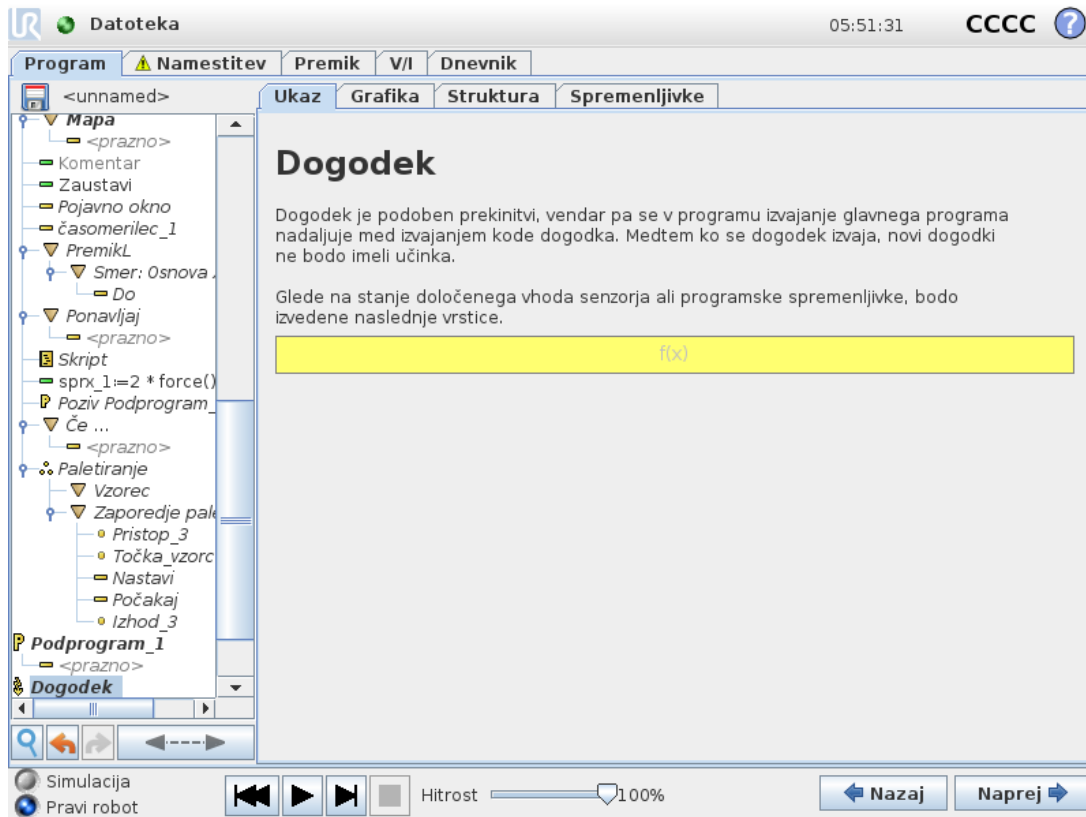 UR Datoteka 05:51:31 CCCC ?
Program Namestitev Premik V/I Dnevnik
<unnamed>
Ukaz Grafika Struktura Spremenljivke
Mapa
<prazno>
Komentar
Zaustavi
Pojavno okno
časomerilec_1
PremikL
Smer: Osnova
Do
Ponavljaj
<prazno>
Skript
sprx_1:=2 * force()
Poziv Podprogram_
Če ...
<prazno>
Paletiranje
Vzorec
Zaporedje pale
Pristop_3
Točka_vzorc
Nastavi
Počakaj
Izhod_3
Podprogram_1
<prazno>
Dogodek
Dogodek
Dogodek je podoben prekinitvi, vendar pa se v programu izvajanje glavnega programa
nadaljuje med izvajanjem kode dogodka. Medtem ko se dogodek izvaja, novi dogodki
ne bodo imeli učinka.
Glede na stanje določenega vhoda senzorja ali programske spremenljivke, bodo
izvedene naslednje vrstice.
f(x)
Simulacija
Pravi robot
Hitrost 100%
Nazaj Naprej